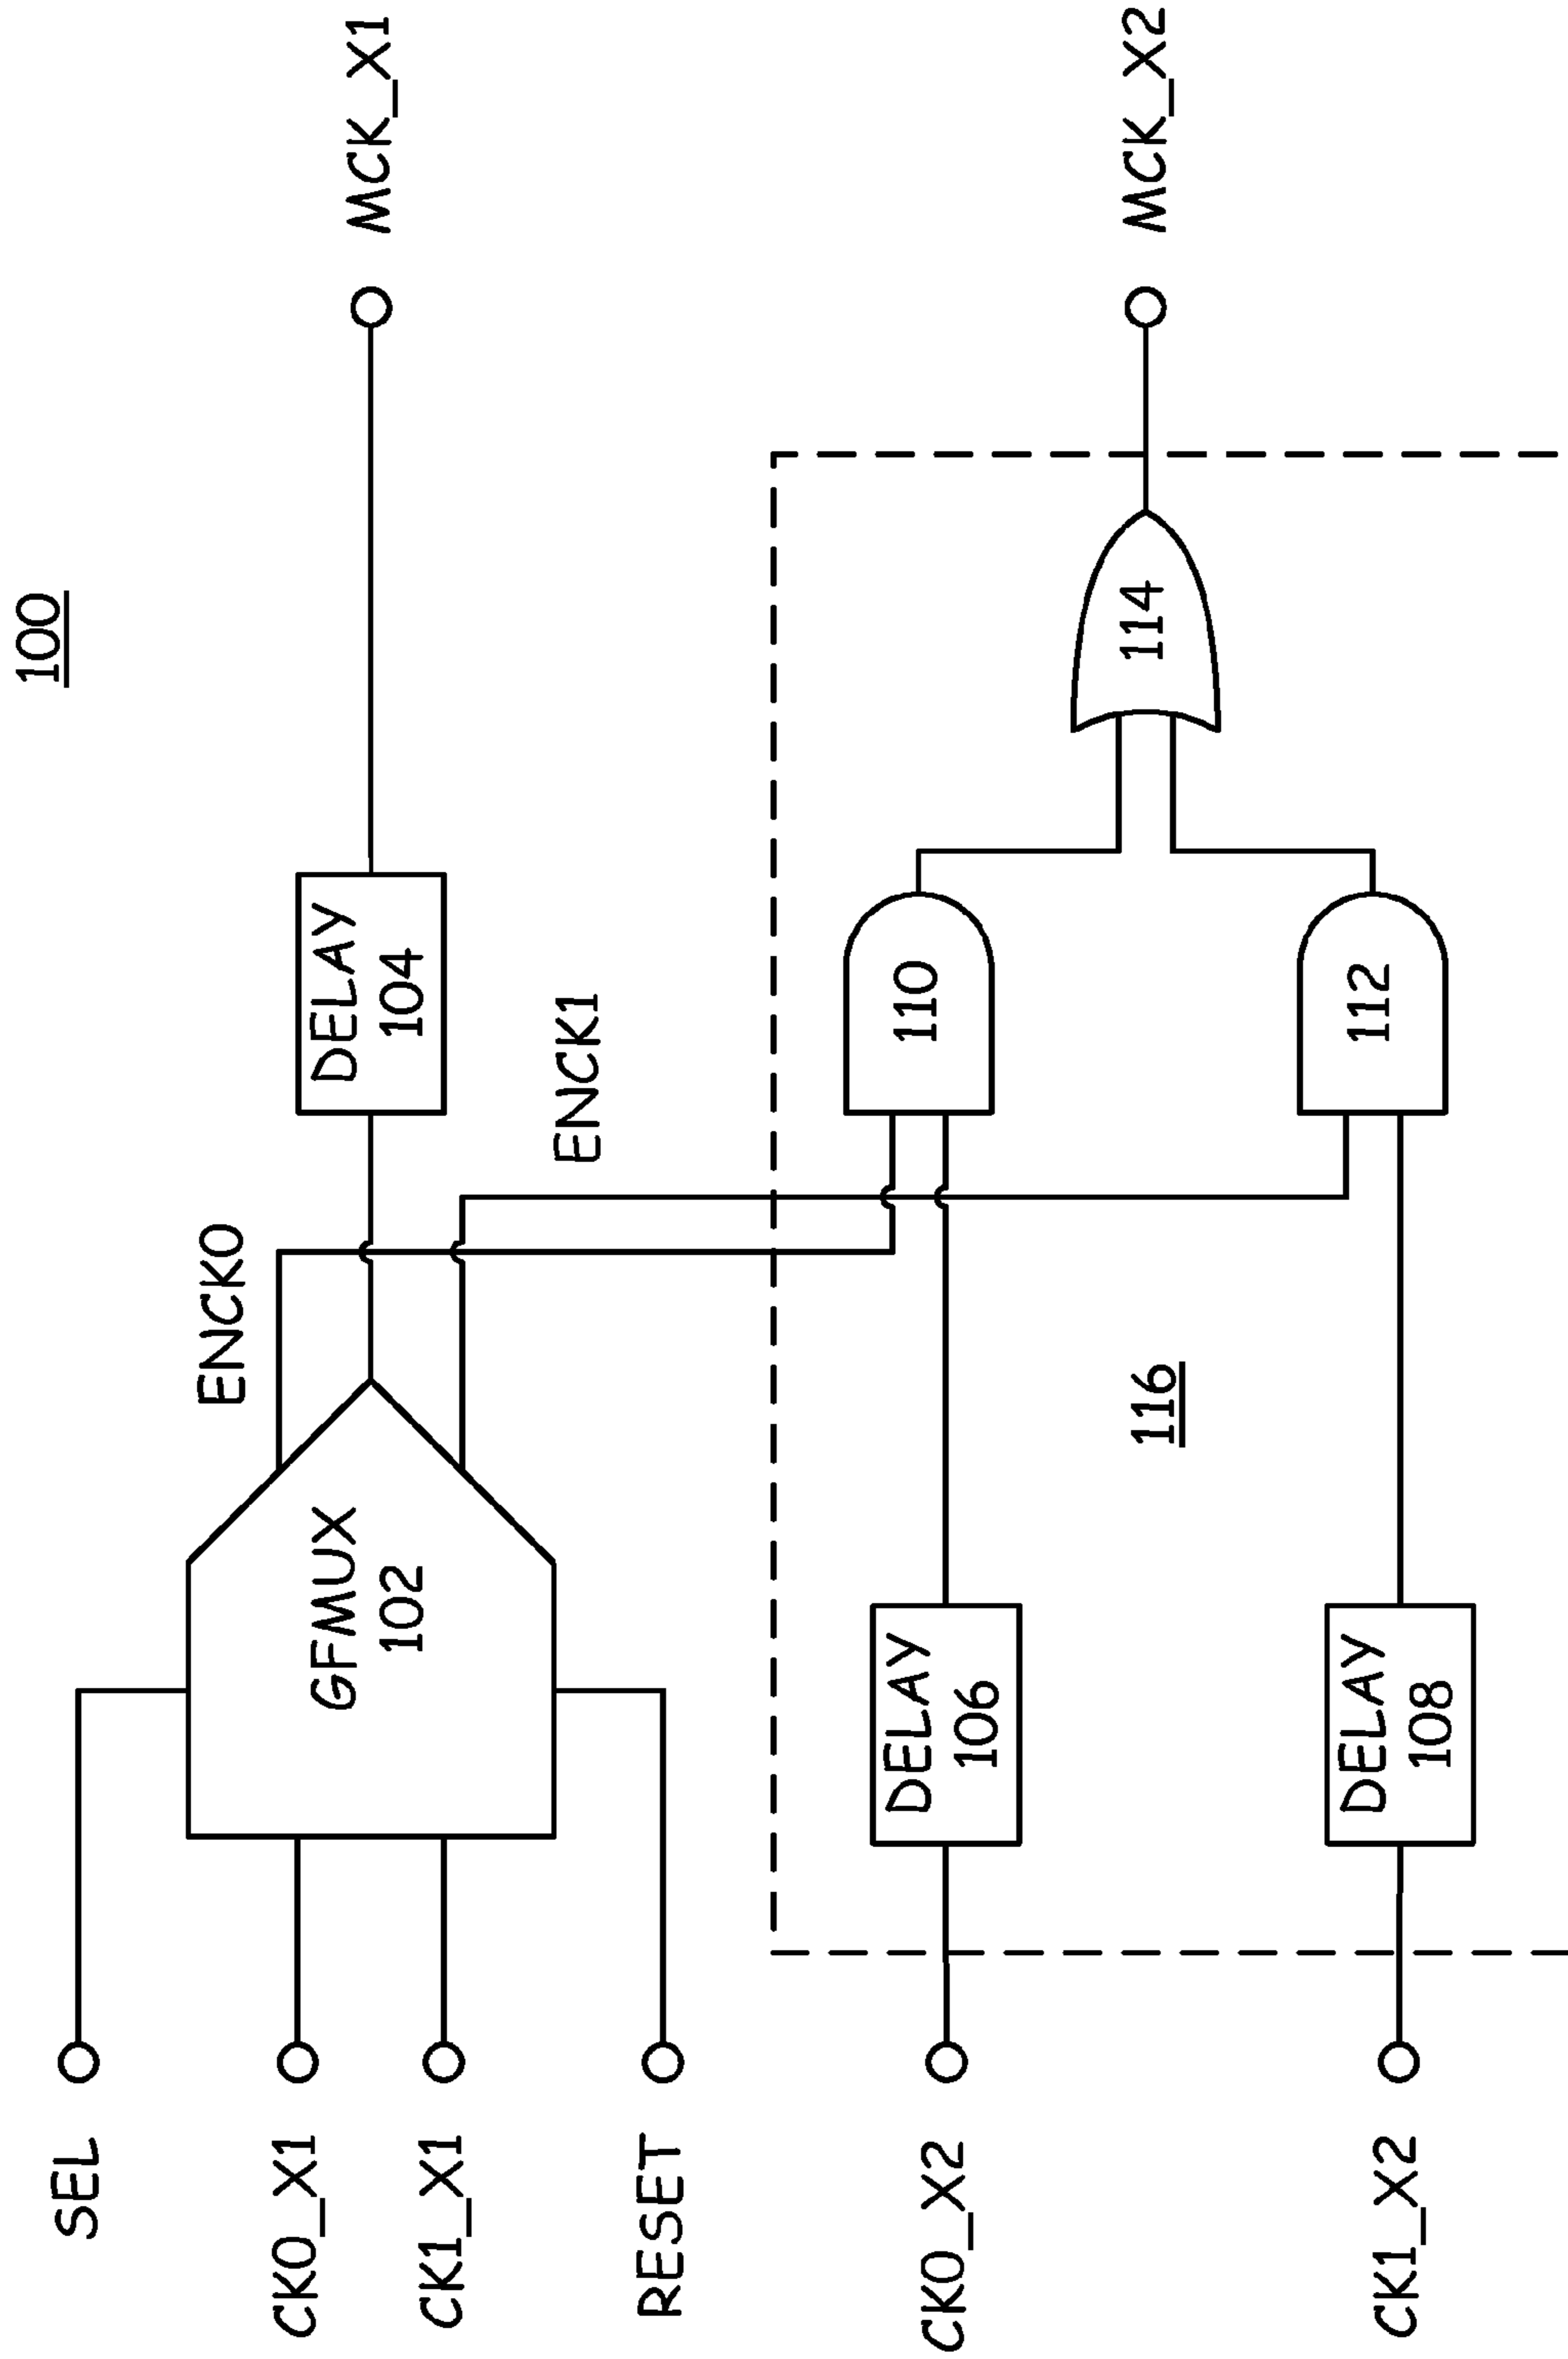 100
SEL
CK0_X1
CK1_X1
RESET
GFMUX
102
ENCK0
DELAY
104
MCK_X1
ENCK1
CK0_X2
DELAY
106
110
116
114
MCK_X2
CK1_X2
DELAY
108
112